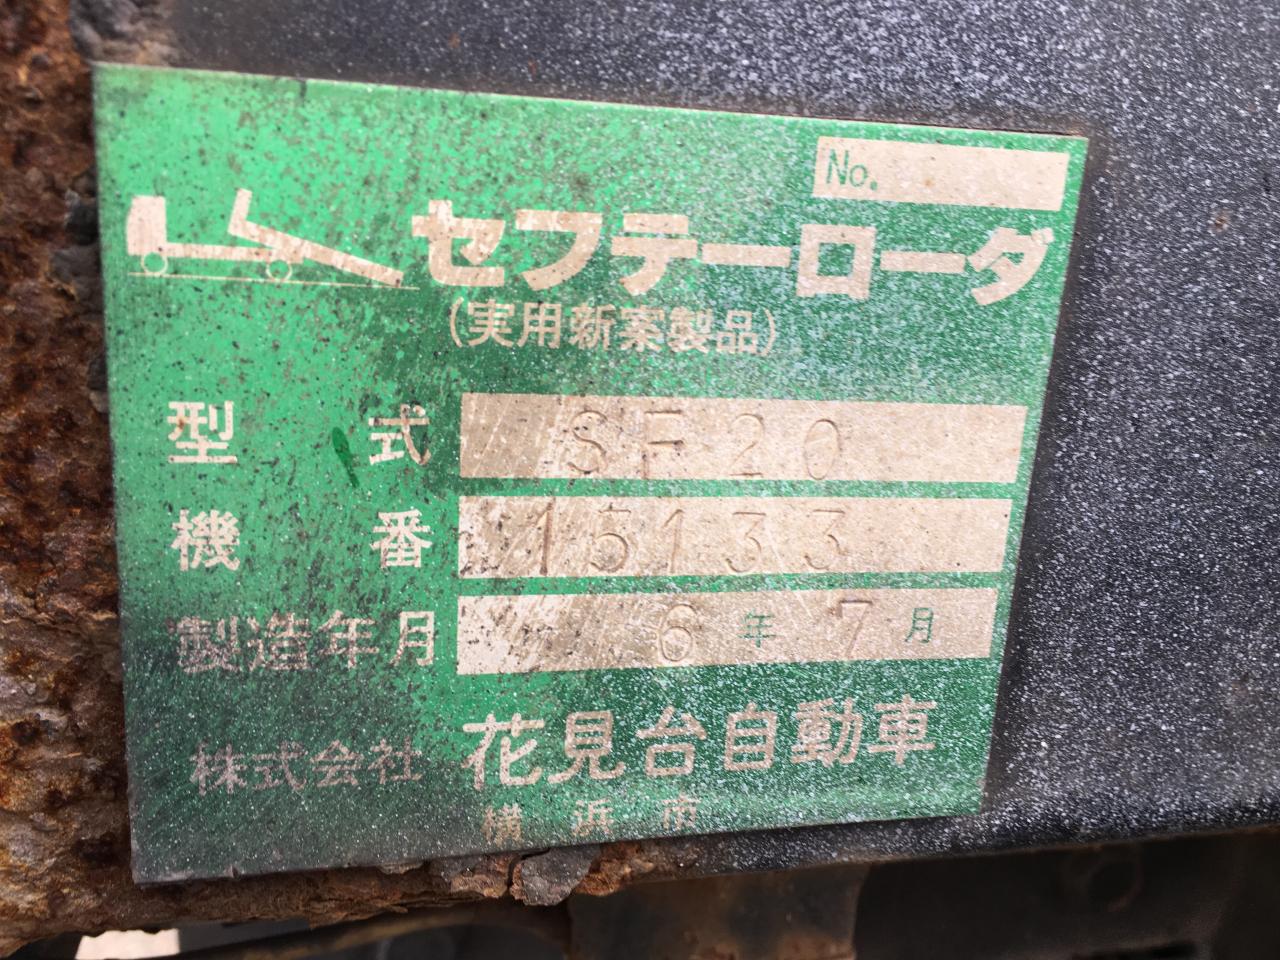 No.
セフテーローダ
(実用新案製品)
型式 SF20
機番 15133
製造年月 6年7月
株式会社 花見台自動車
横浜市